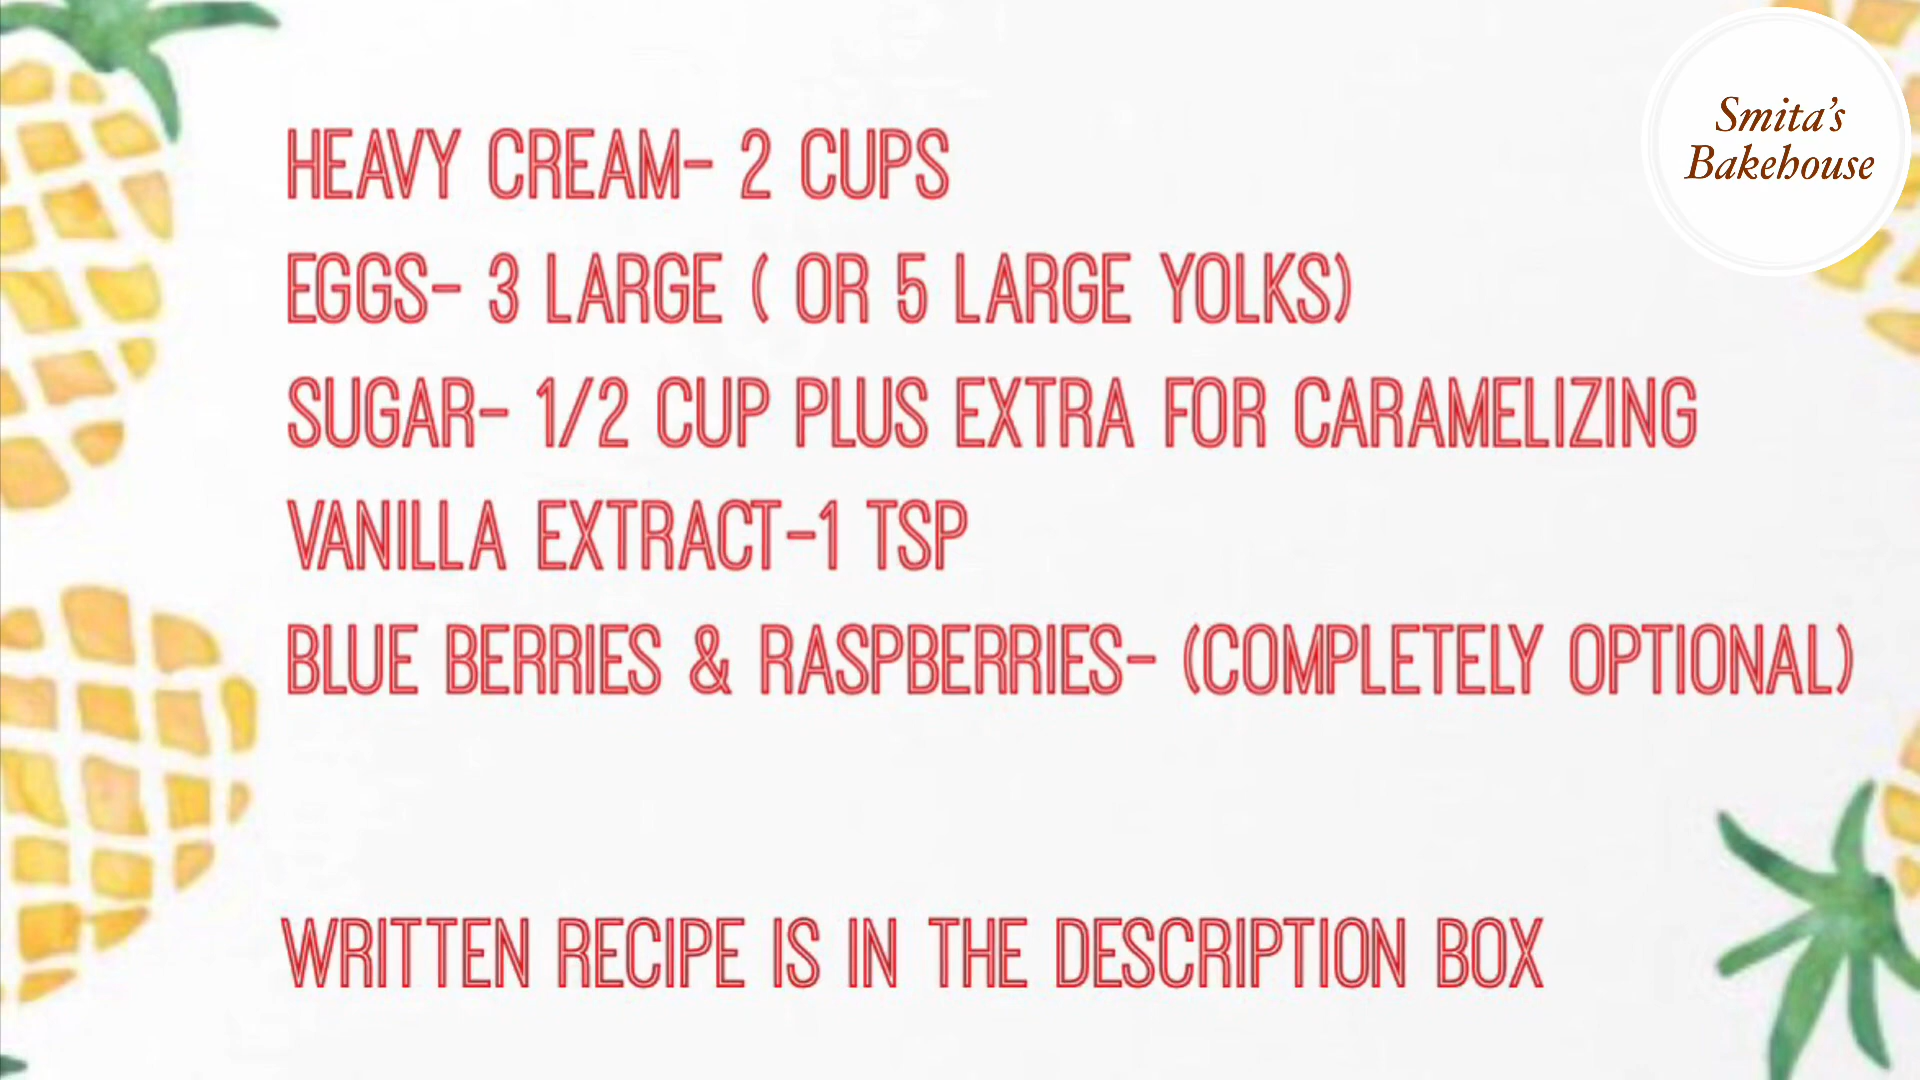 Smita's
Bakehouse
HEAVY CREAM- 2 CUPS
EGGS- 3 LARGE ( OR 5 LARGE YOLKS)
SUGAR- 1/2 CUP PLUS EXTRA FOR CARAMELIZING
VANILLA EXTRACT-1 TSP
BLUE BERRIES & RASPBERRIES- (COMPLETELY OPTIONAL)
WRITTEN RECIPE IS IN THE DESCRIPTION BOX